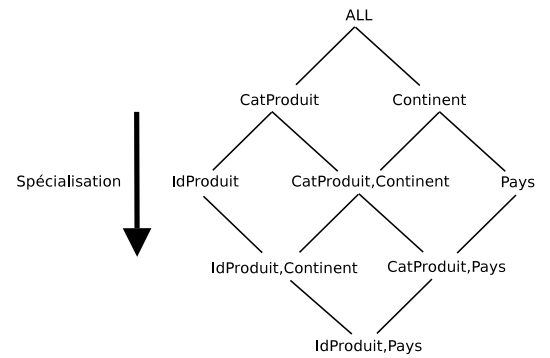 ALL
CatProduit Continent
Spécialisation IdProduit CatProduit,Continent Pays
IdProduit,Continent CatProduit,Pays
IdProduit,Pays